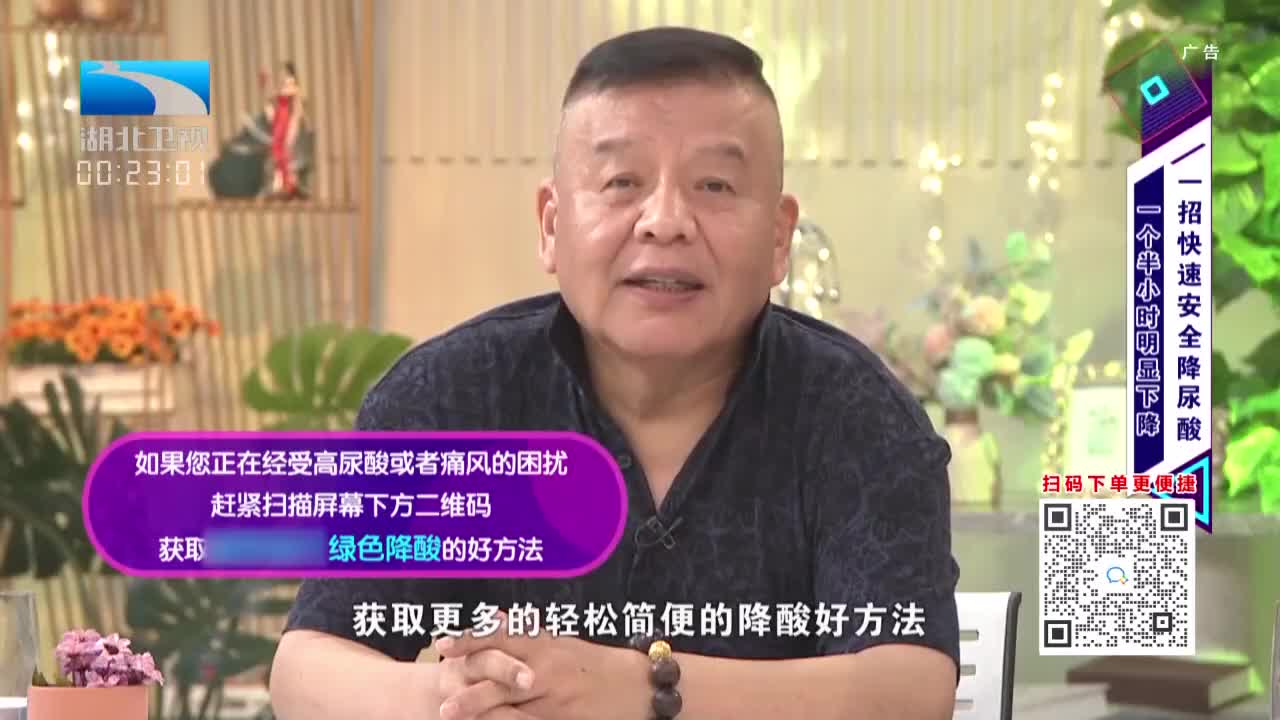 湖北卫视
00:23:01
广告
一招快速安全降尿酸
一个半小时明显下降
如果您正在经受高尿酸或者痛风的困扰
赶紧扫描屏幕下方二维码
获取
绿色降酸的好方法
扫码下单更便捷
获取更多的轻松简便的降酸好方法